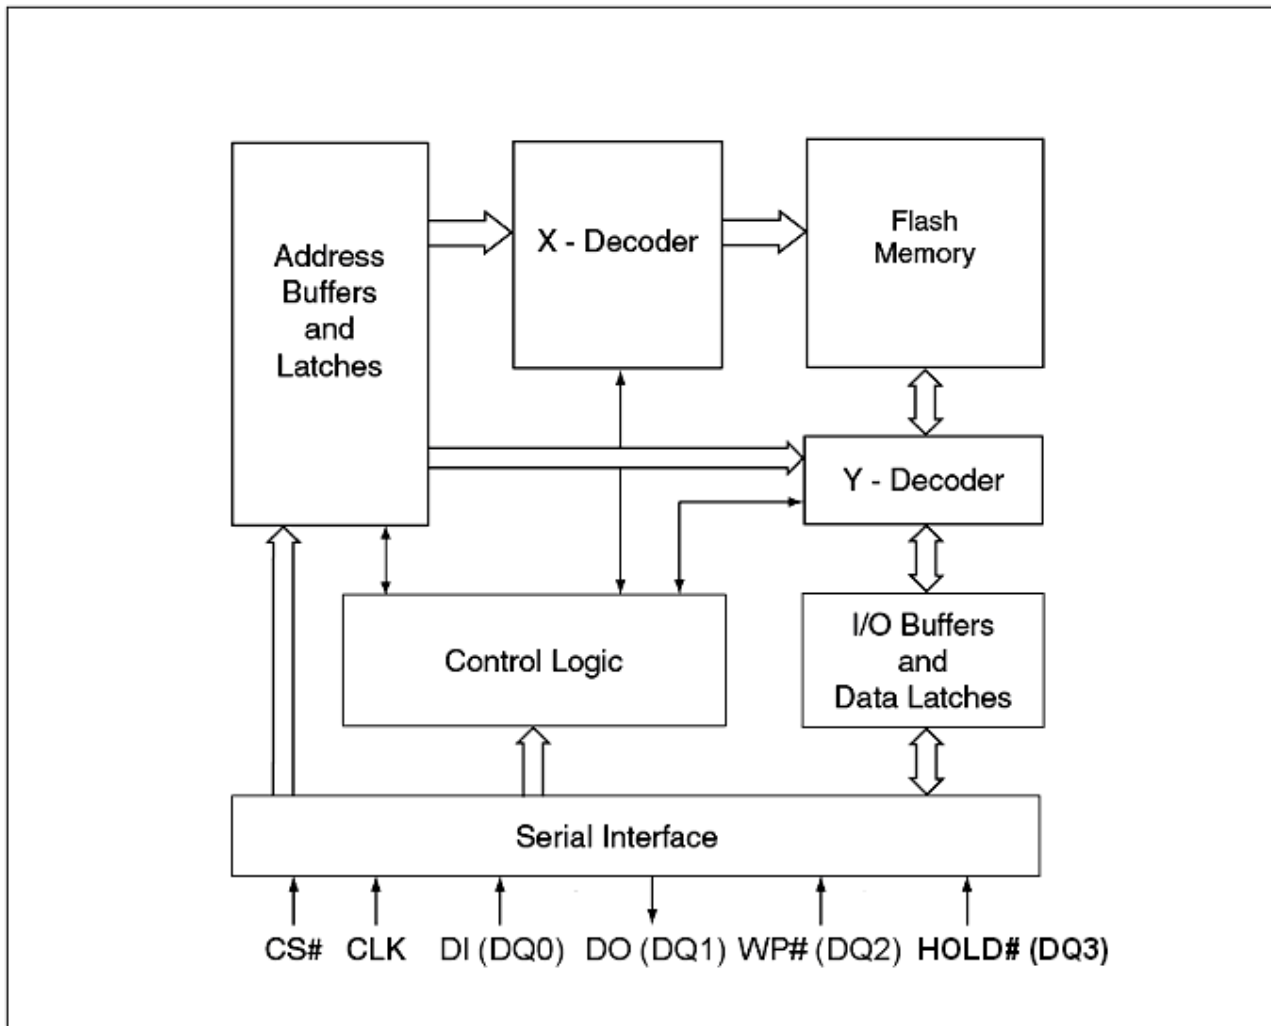 Address
Buffers
and
Latches
X - Decoder
Flash
Memory
Y - Decoder
Control Logic
I/O Buffers
and
Data Latches
Serial Interface
CS# CLK DI (DQ0) DO (DQ1) WP# (DQ2) HOLD# (DQ3)